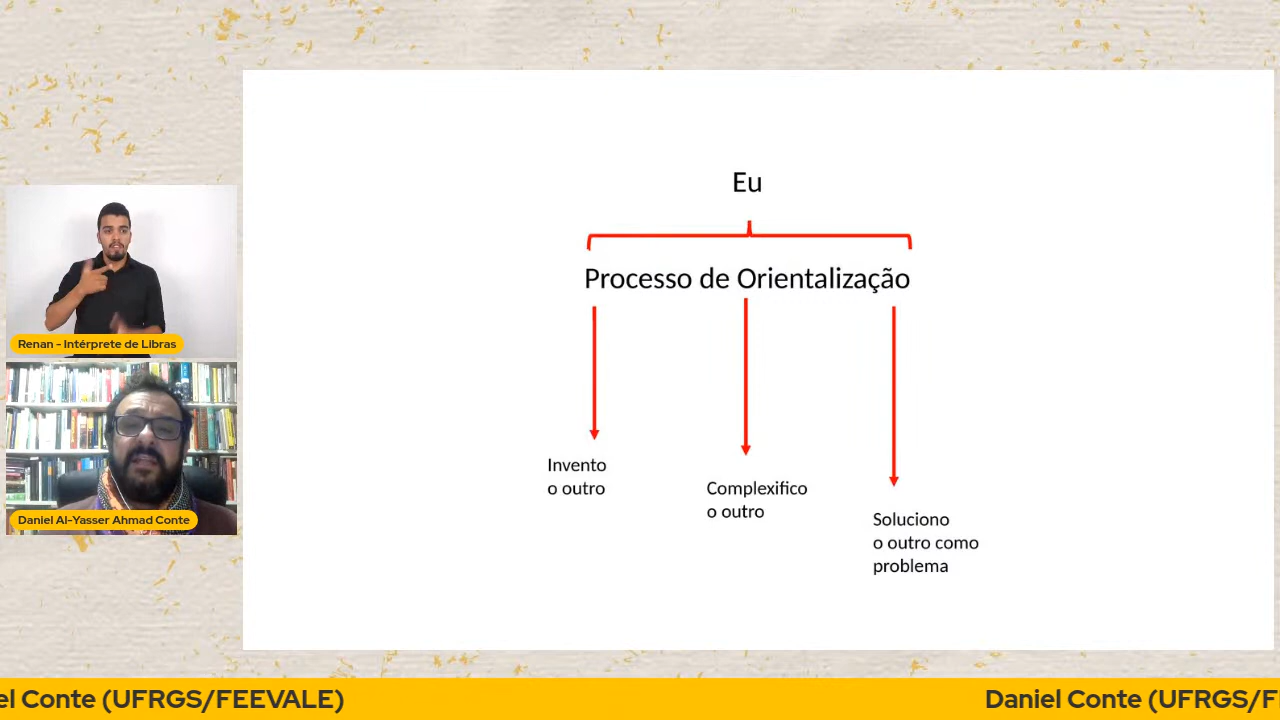 Eu
Processo de Orientalização
Invento
o outro
Complexifico
o outro
Soluciono
o outro como
problema
Renan - Intérprete de Libras
Daniel Al-Yasser Ahmad Conte
el Conte (UFRGS/FEEVALE)
Daniel Conte (UFRGS/F